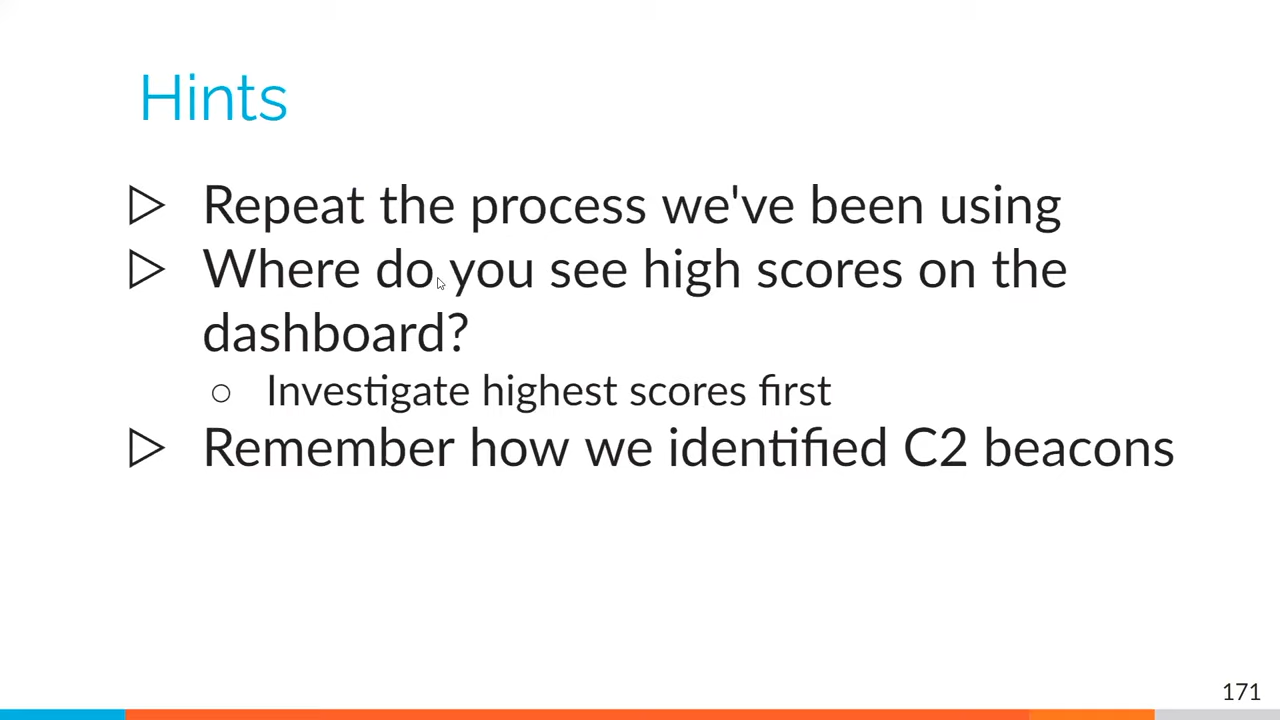 Hints
Repeat the process we've been using
Where do you see high scores on the
dashboard?
Investigate highest scores first
Remember how we identified C2 beacons
171